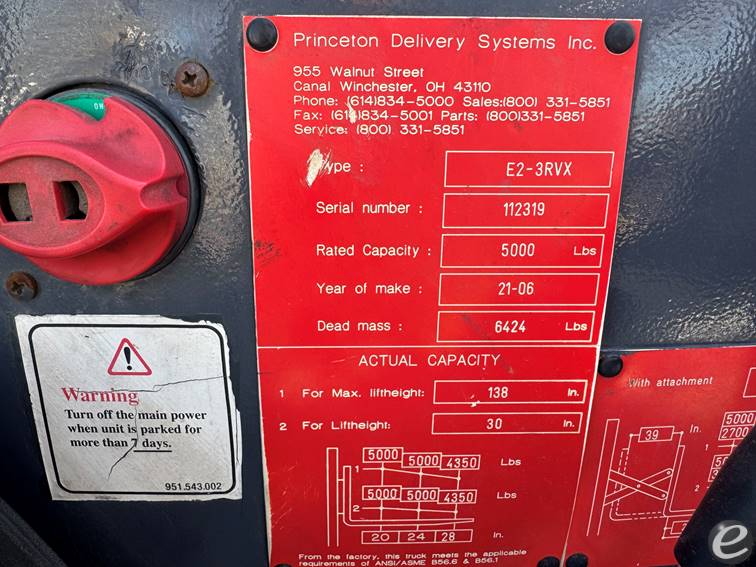 Princeton Delivery Systems Inc.
955 Walnut Street
Canal Winchester, OH 43110
Phone: (614)834-5000 Sales:(800) 331-5851
Fax: (614)834-5001 Parts: (800)331-5851
Service: (800) 331-5851
Type : E2-3RVX
Serial number : 112319
Rated Capacity : 5000 Lbs
Year of make : 21-06
Dead mass : 6424 Lbs
ACTUAL CAPACITY
1 For Max. liftheight: 138 In.
2 For Liftheight: 30 In.
5000 5000 4350 Lbs
1
5000 5000 4350 Lbs
2
20 24 28 In.
From the factory, this truck meets the applicable
requirements of ANSI/ASME B56.6 & B56.1
ON
Warning
Turn off the main power
when unit is parked for
more than 7 days.
951.543.002
With attachment
39 In.
5000
2700
1
2
e